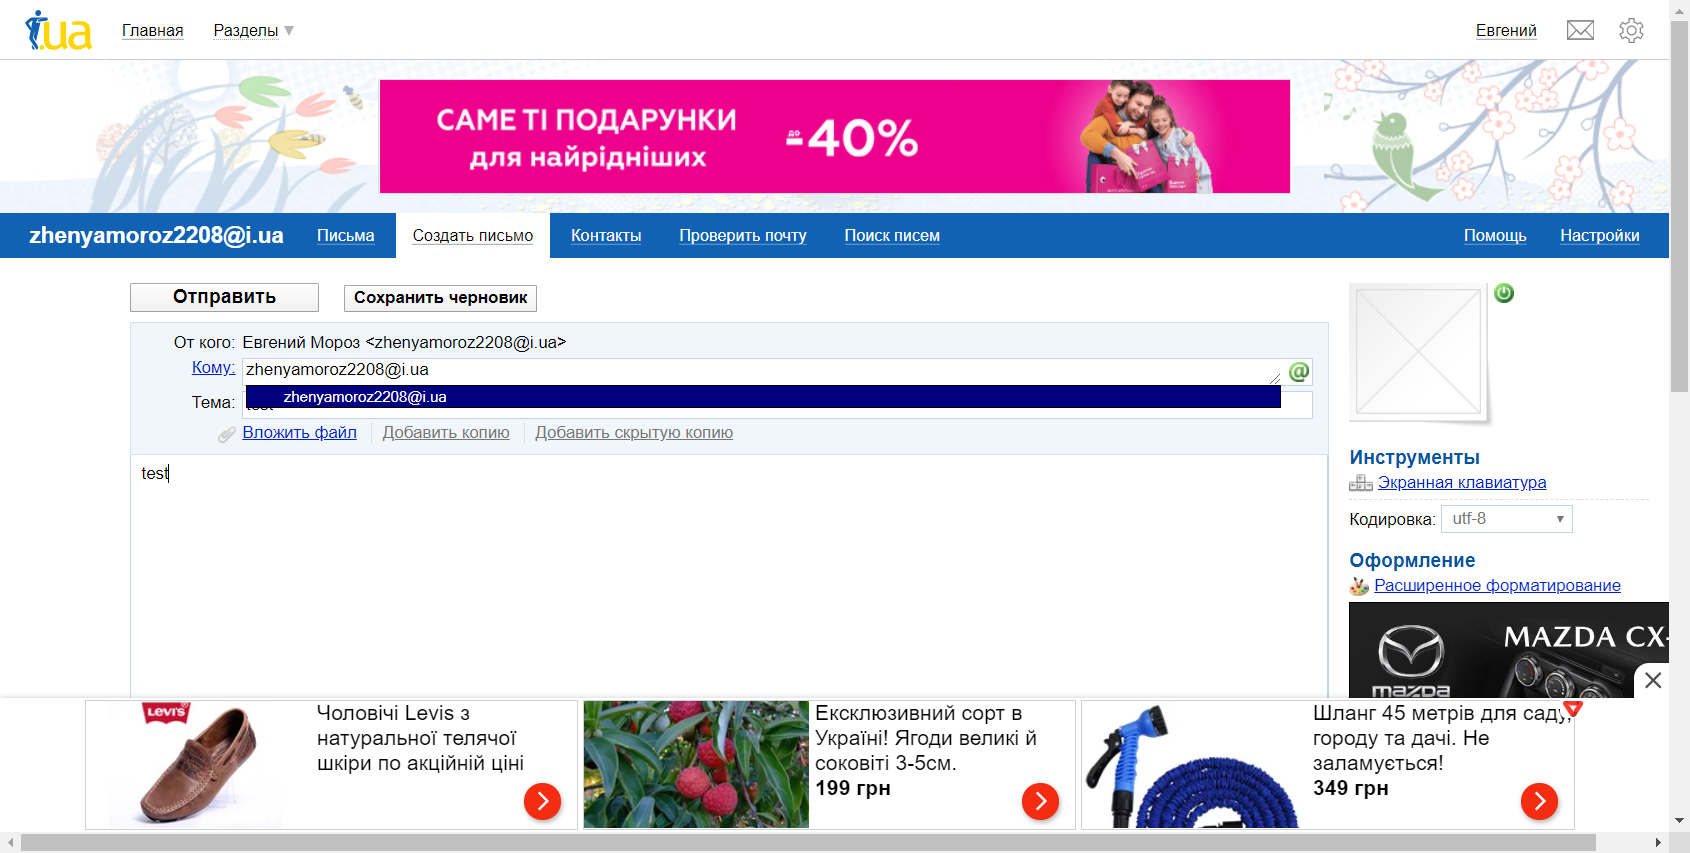 i.ua
Главная
Разделы
Евгений
САМЕ ТІ ПОДАРУНКИ
для найрідніших
до -40%
zhenyamoroz2208@i.ua
Письма
Создать письмо
Контакты
Проверить почту
Поиск писем
Помощь
Настройки
Отправить
Сохранить черновик
От кого: Евгений Мороз <zhenyamoroz2208@i.ua>
Кому: zhenyamoroz2208@i.ua
zhenyamoroz2208@i.ua
Тема: test
Вложить файл
Добавить копию
Добавить скрытую копию
test
Инструменты
Экранная клавиатура
Кодировка: utf-8
Оформление
Расширенное форматирование
MAZDA CX-
mazda
LEVI'S
Чоловічі Levis з
натуральної телячої
шкіри по акційній ціні
Ексклюзивний сорт в
Україні! Ягоди великі й
соковіті 3-5см.
199 грн
Шланг 45 метрів для саду,
городу та дачі. Не
заламується!
349 грн